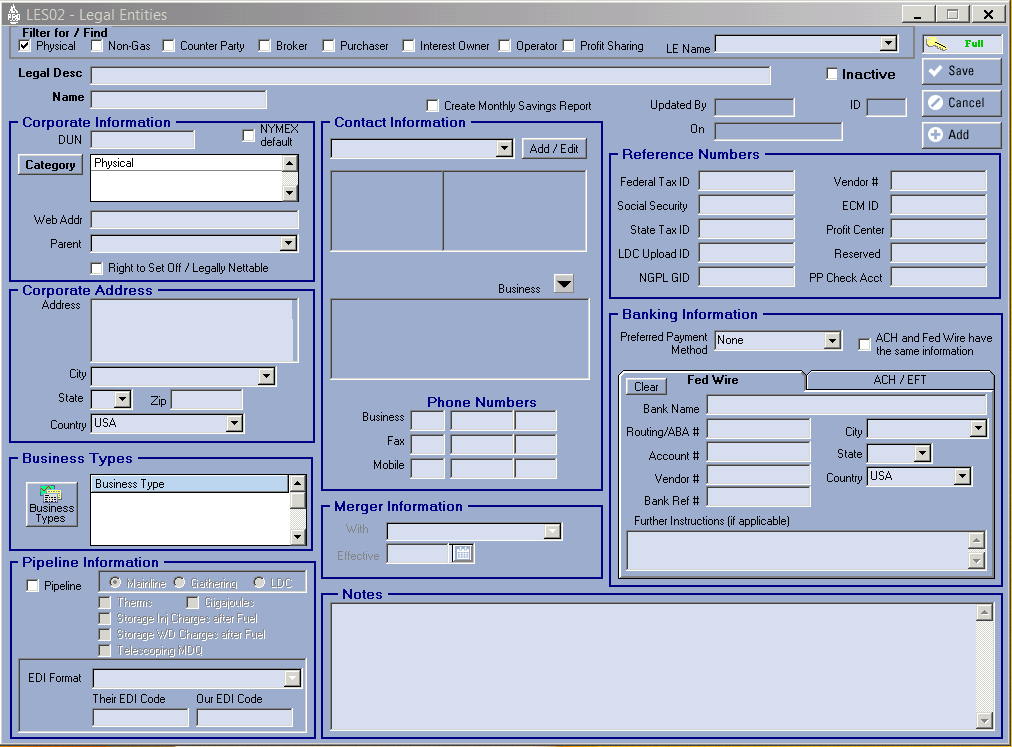 LES02 - Legal Entities
Filter for / Find
Physical Non-Gas Counter Party Broker Purchaser Interest Owner Operator Profit Sharing LE Name Full
Legal Desc Inactive Save
Name Create Monthly Savings Report Updated By ID Cancel
On Add
Corporate Information
DUN NYMEX default
Category Physical
Web Addr
Parent
Right to Set Off / Legally Nettable
Corporate Address
Address
City
State Zip
Country USA
Business Types
Business Types Business Type
Pipeline Information
Pipeline Mainline Gathering LDC
Therms Gigajoules
Storage Inj Charges after Fuel
Storage WD Charges after Fuel
Telescoping MDQ
EDI Format
Their EDI Code Our EDI Code
Contact Information
Add / Edit
Business
Phone Numbers
Business
Fax
Mobile
Merger Information
With
Effective
Reference Numbers
Federal Tax ID Vendor #
Social Security ECM ID
State Tax ID Profit Center
LDC Upload ID Reserved
NGPL GID PP Check Acct
Banking Information
Preferred Payment Method None ACH and Fed Wire have the same information
Clear Fed Wire ACH / EFT
Bank Name
Routing/ABA # City
Account # State
Vendor # Country USA
Bank Ref #
Further Instructions (if applicable)
Notes